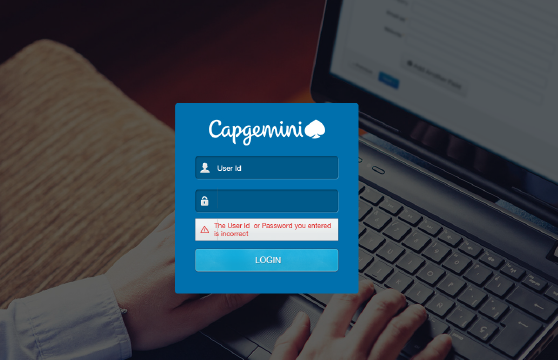 Capgemini
User Id
The User Id or Password you entered
is incorrect
LOGIN